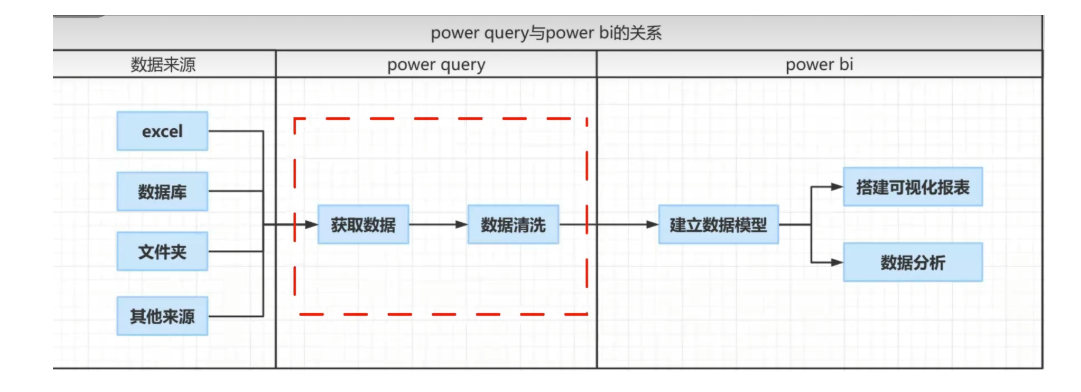 power query与power bi的关系
数据来源
power query
power bi
excel
数据库
文件夹
其他来源
获取数据
数据清洗
建立数据模型
搭建可视化报表
数据分析